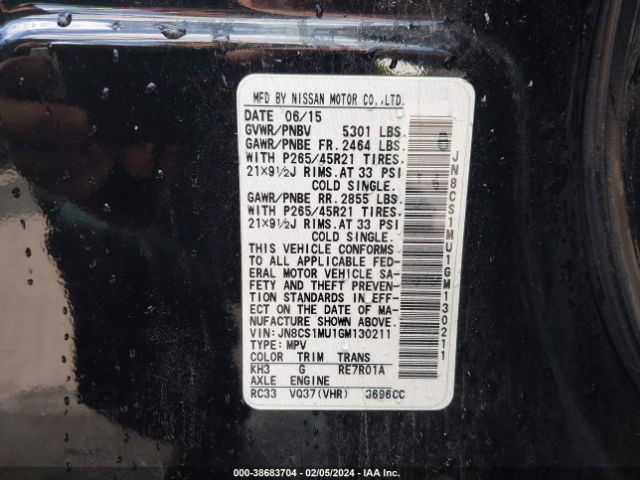 MFD BY NISSAN MOTOR CO.,LTD.
DATE 06/15
GVWR/PNBV 5301 LBS.
GAWR/PNBE FR. 2464 LBS.
WITH P265/45R21 TIRES.
21×9½J RIMS.AT 33 PSI
COLD SINGLE.
GAWR/PNBE RR. 2855 LBS.
WITH P265/45R21 TIRES.
21×9½J RIMS.AT 33 PSI
COLD SINGLE.
THIS VEHICLE CONFORMS
TO ALL APPLICABLE FED-
ERAL MOTOR VEHICLE SA-
FETY AND THEFT PREVEN-
TION STANDARDS IN EFF-
ECT ON THE DATE OF MA-
NUFACTURE SHOWN ABOVE.
VIN:JN8CS1MU1GM130211
TYPE: MPV
COLOR TRIM TRANS
KH3 G RE7R01A
AXLE ENGINE
RC33 VQ37(VHR) 3696CC
JN8CS1MU1GM130211
000-38683704 - 02/05/2024 - IAA Inc.